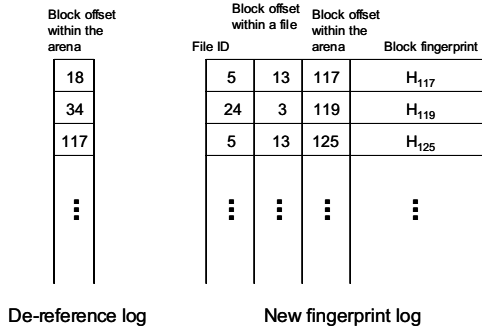 Block offset
within the
arena
18
34
117
De-reference log
Block offset
within a file
Block offset
within the
arena
File ID
Block fingerprint
5 13 117 H117
24 3 119 H119
5 13 125 H125
New fingerprint log